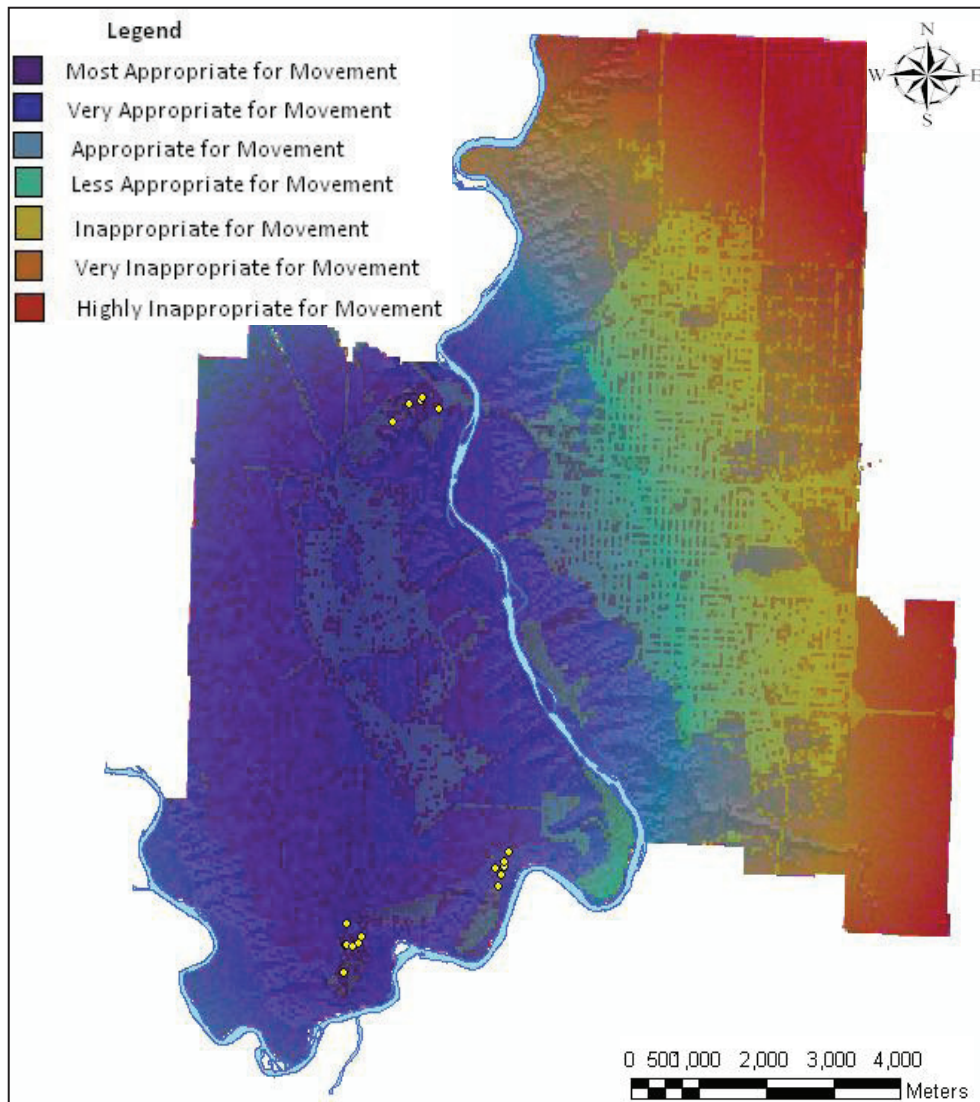 Legend
Most Appropriate for Movement
Very Appropriate for Movement
Appropriate for Movement
Less Appropriate for Movement
Inappropriate for Movement
Very Inappropriate for Movement
Highly Inappropriate for Movement
N
W E
S
0 500 1,000 2,000 3,000 4,000
Meters